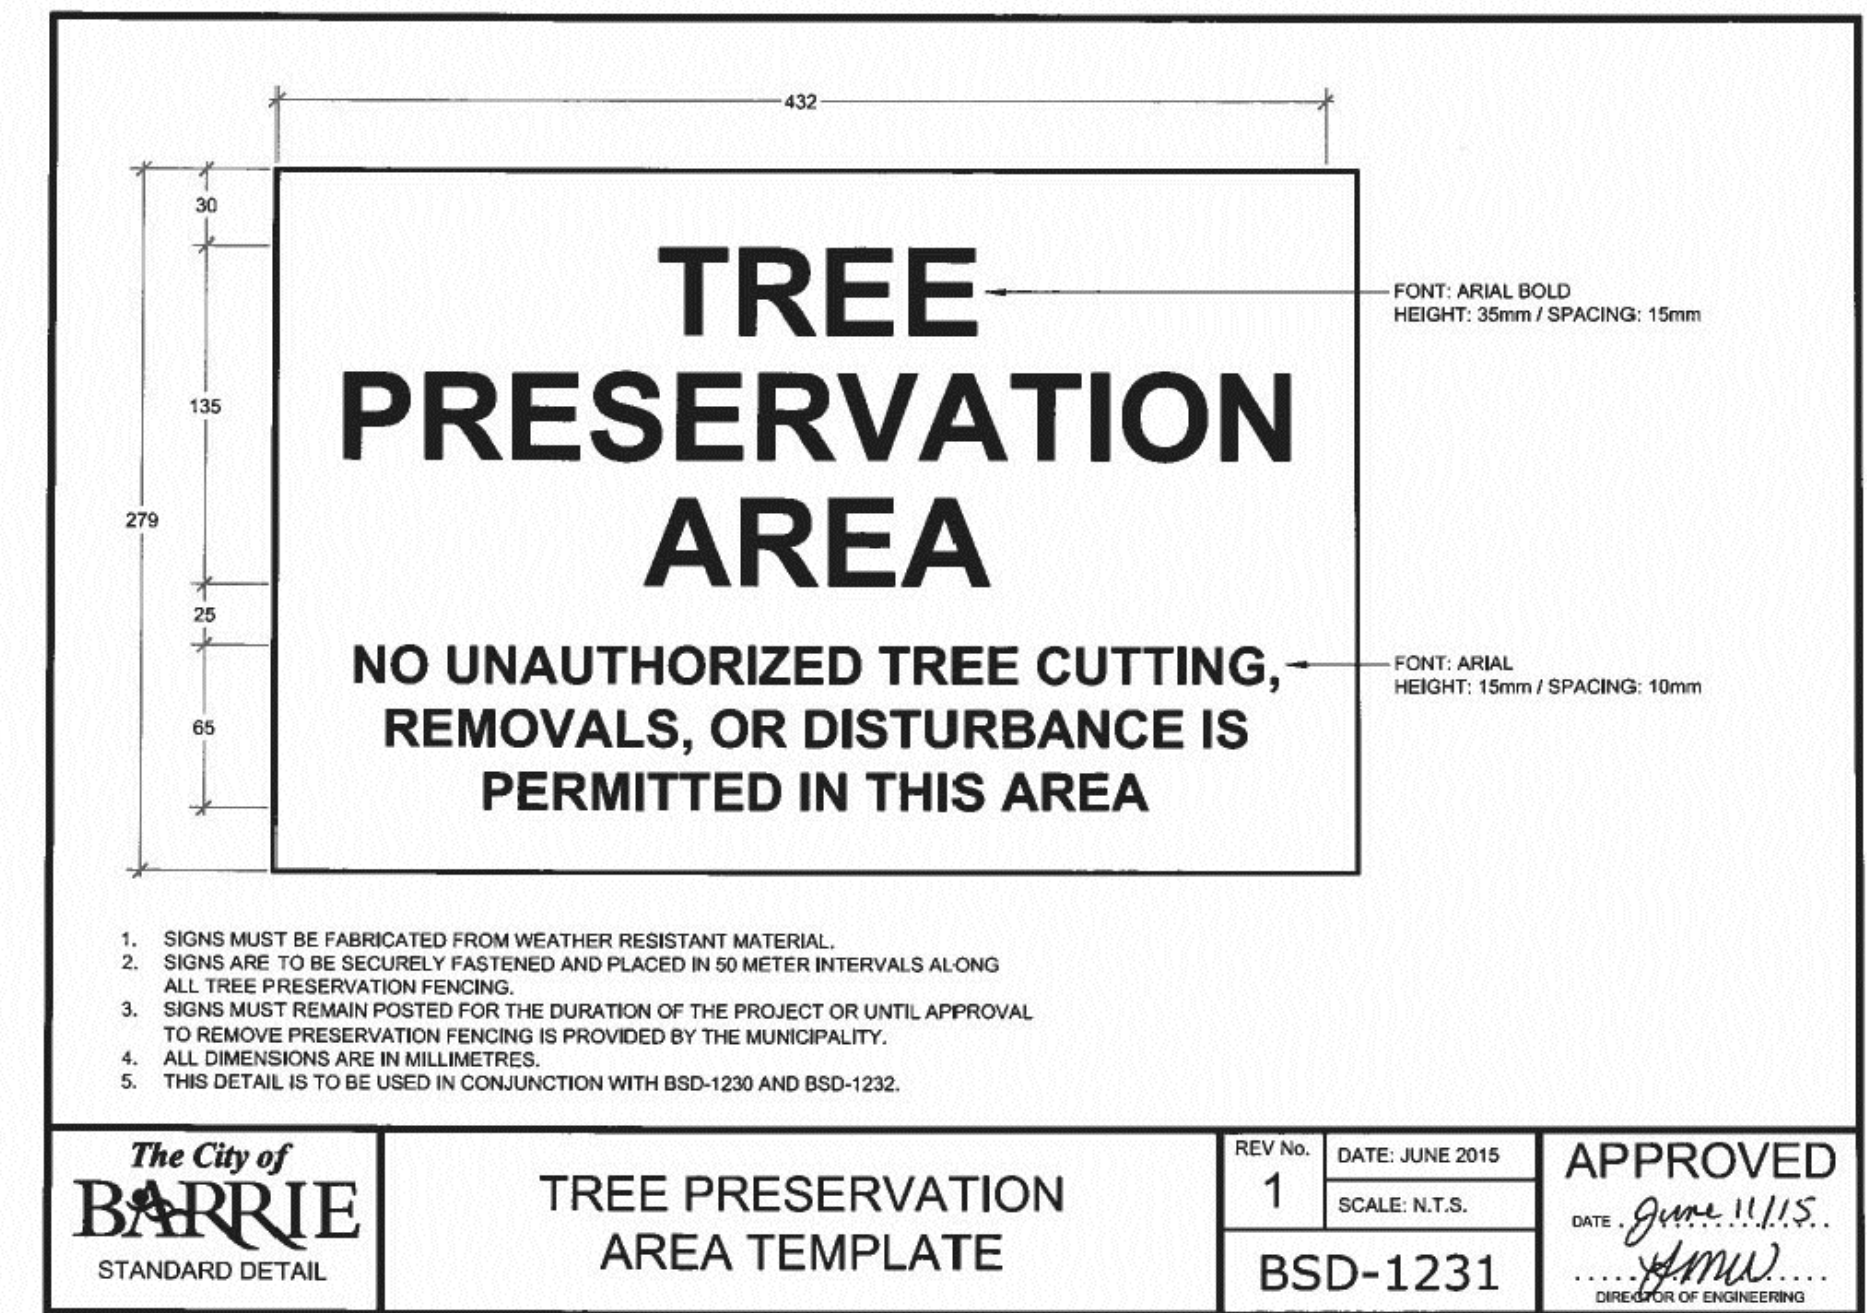 432
30
TREE
FONT: ARIAL BOLD
HEIGHT: 35mm / SPACING: 15mm
135
PRESERVATION
279
AREA
25
NO UNAUTHORIZED TREE CUTTING,
FONT: ARIAL
HEIGHT: 15mm / SPACING: 10mm
65
REMOVALS, OR DISTURBANCE IS
PERMITTED IN THIS AREA
1. SIGNS MUST BE FABRICATED FROM WEATHER RESISTANT MATERIAL.
2. SIGNS ARE TO BE SECURELY FASTENED AND PLACED IN 50 METER INTERVALS ALONG
ALL TREE PRESERVATION FENCING.
3. SIGNS MUST REMAIN POSTED FOR THE DURATION OF THE PROJECT OR UNTIL APPROVAL
TO REMOVE PRESERVATION FENCING IS PROVIDED BY THE MUNICIPALITY.
4. ALL DIMENSIONS ARE IN MILLIMETRES.
5. THIS DETAIL IS TO BE USED IN CONJUNCTION WITH BSD-1230 AND BSD-1232.
The City of
BARRIE
STANDARD DETAIL
TREE PRESERVATION
AREA TEMPLATE
REV No.
1
DATE: JUNE 2015
SCALE: N.T.S.
BSD-1231
APPROVED
DATE June 11/15
DIRECTOR OF ENGINEERING